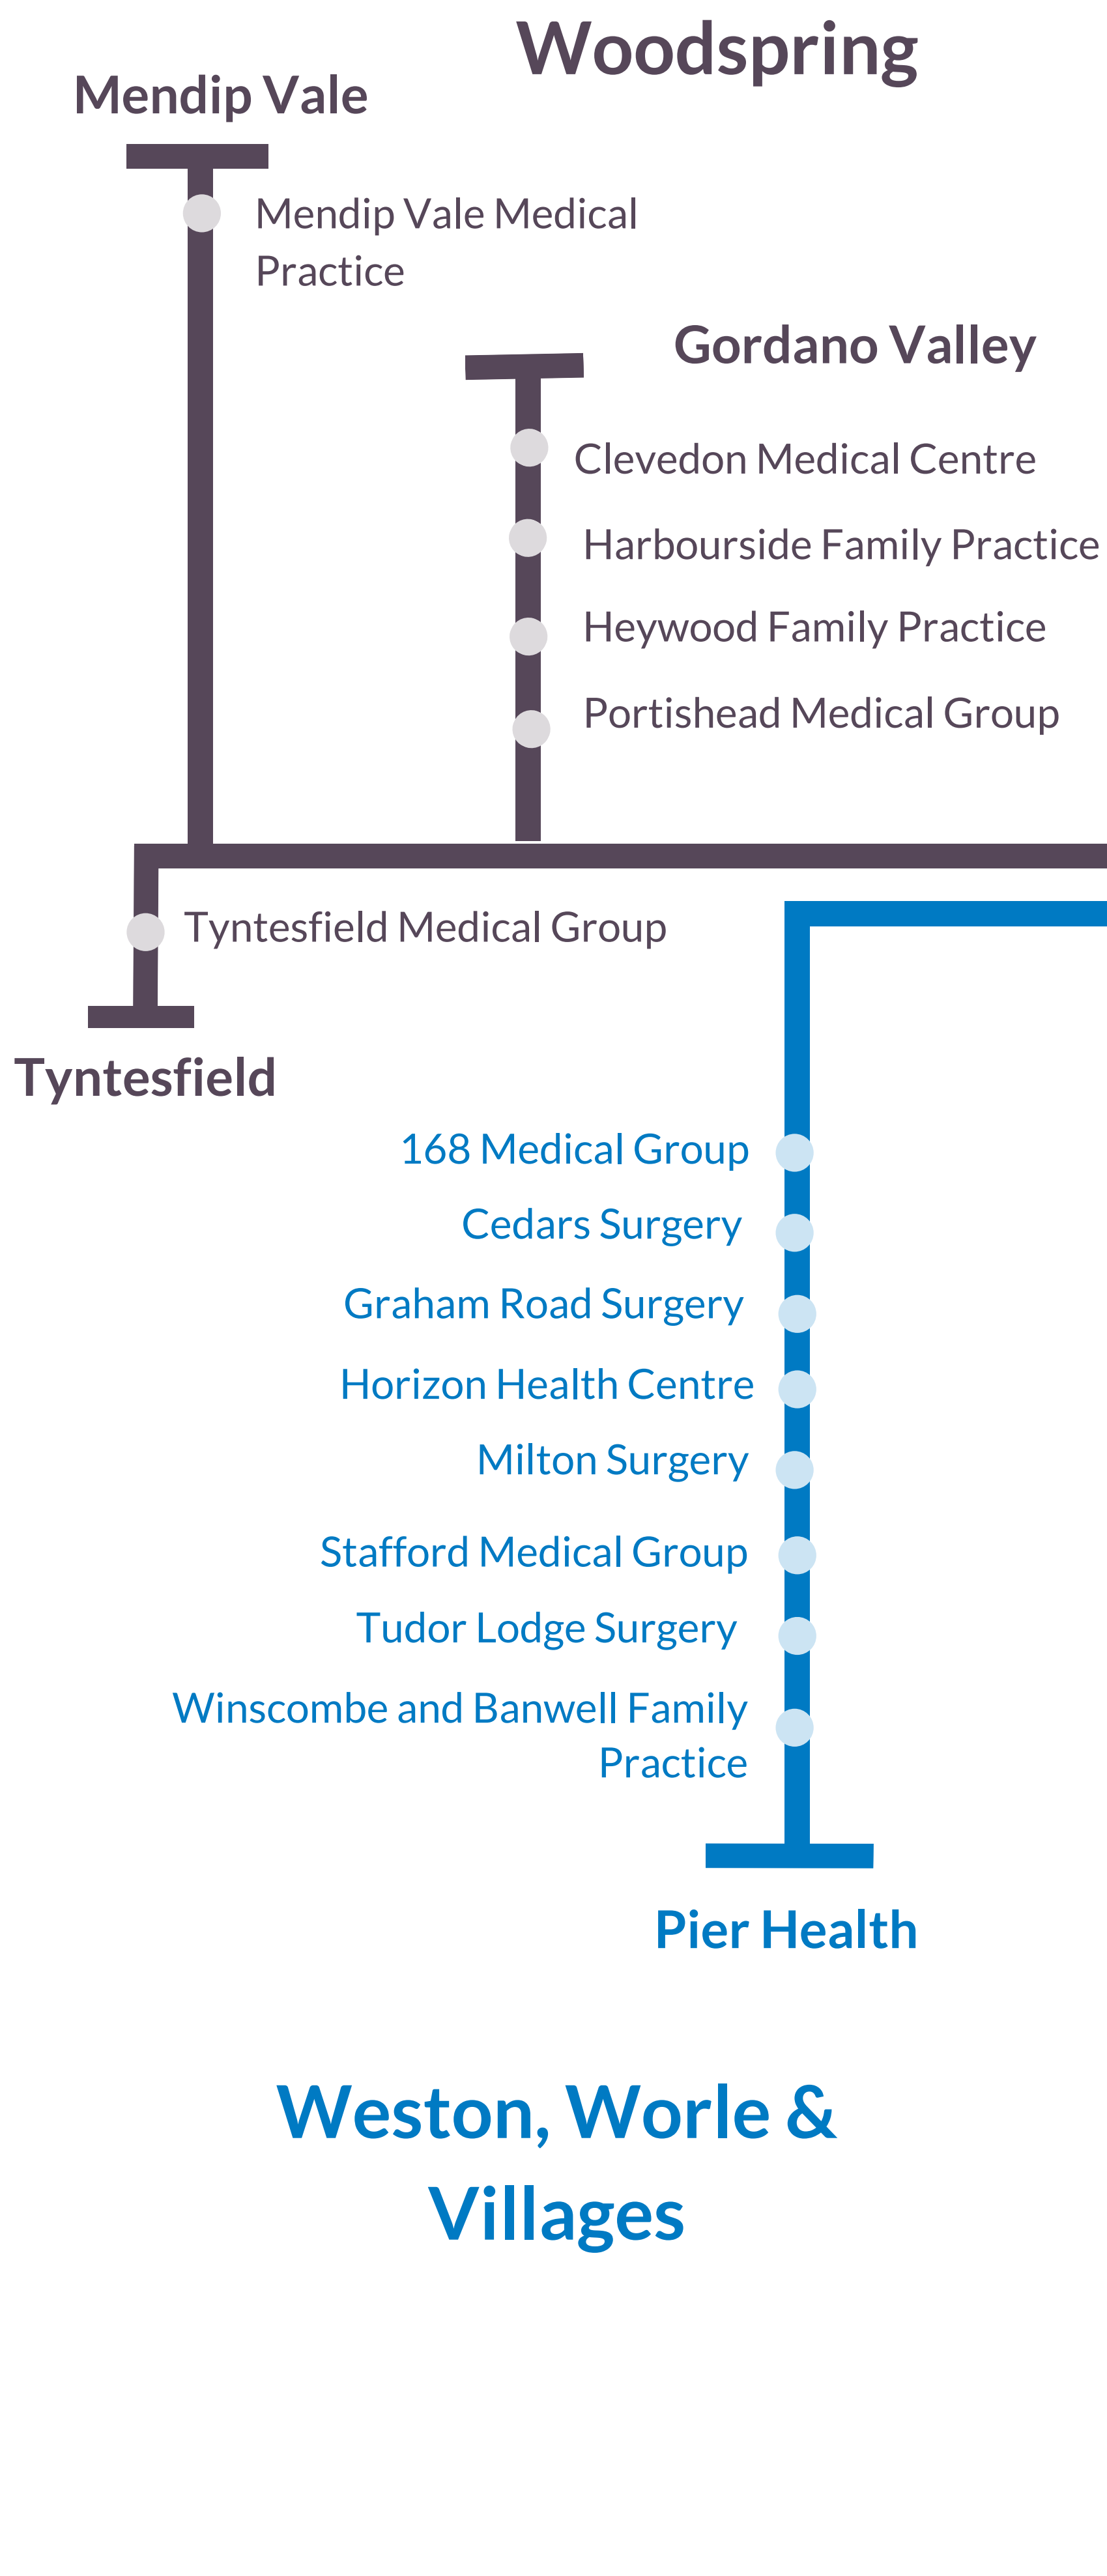 Woodspring
Mendip Vale
Mendip Vale Medical
Practice
Gordano Valley
Clevedon Medical Centre
Harbourside Family Practice
Heywood Family Practice
Portishead Medical Group
Tyntesfield Medical Group
Tyntesfield
168 Medical Group
Cedars Surgery
Graham Road Surgery
Horizon Health Centre
Milton Surgery
Stafford Medical Group
Tudor Lodge Surgery
Winscombe and Banwell Family
Practice
Pier Health
Weston, Worle &
Villages